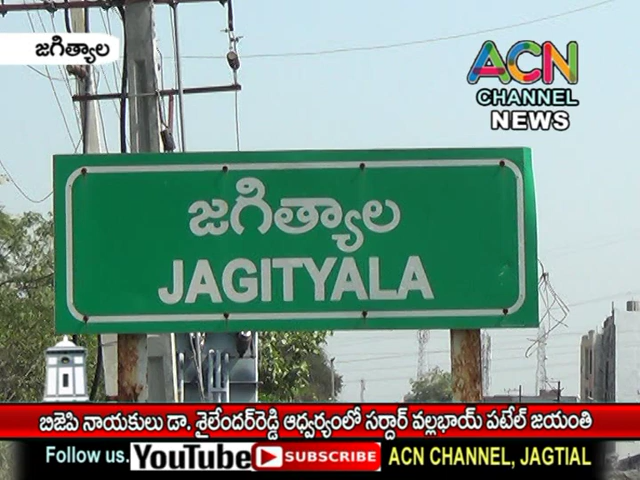 జగిత్యాల
ACN
CHANNEL
NEWS
జగిత్యాల
JAGITYALA
బిజెపి నాయకులు డా. శైలేందర్‌రెడ్డి ఆధ్వర్యంలో సర్దార్ వల్లభాయ్ పటేల్ జయంతి
Follow us. YouTube SUBSCRIBE ACN CHANNEL, JAGTIAL